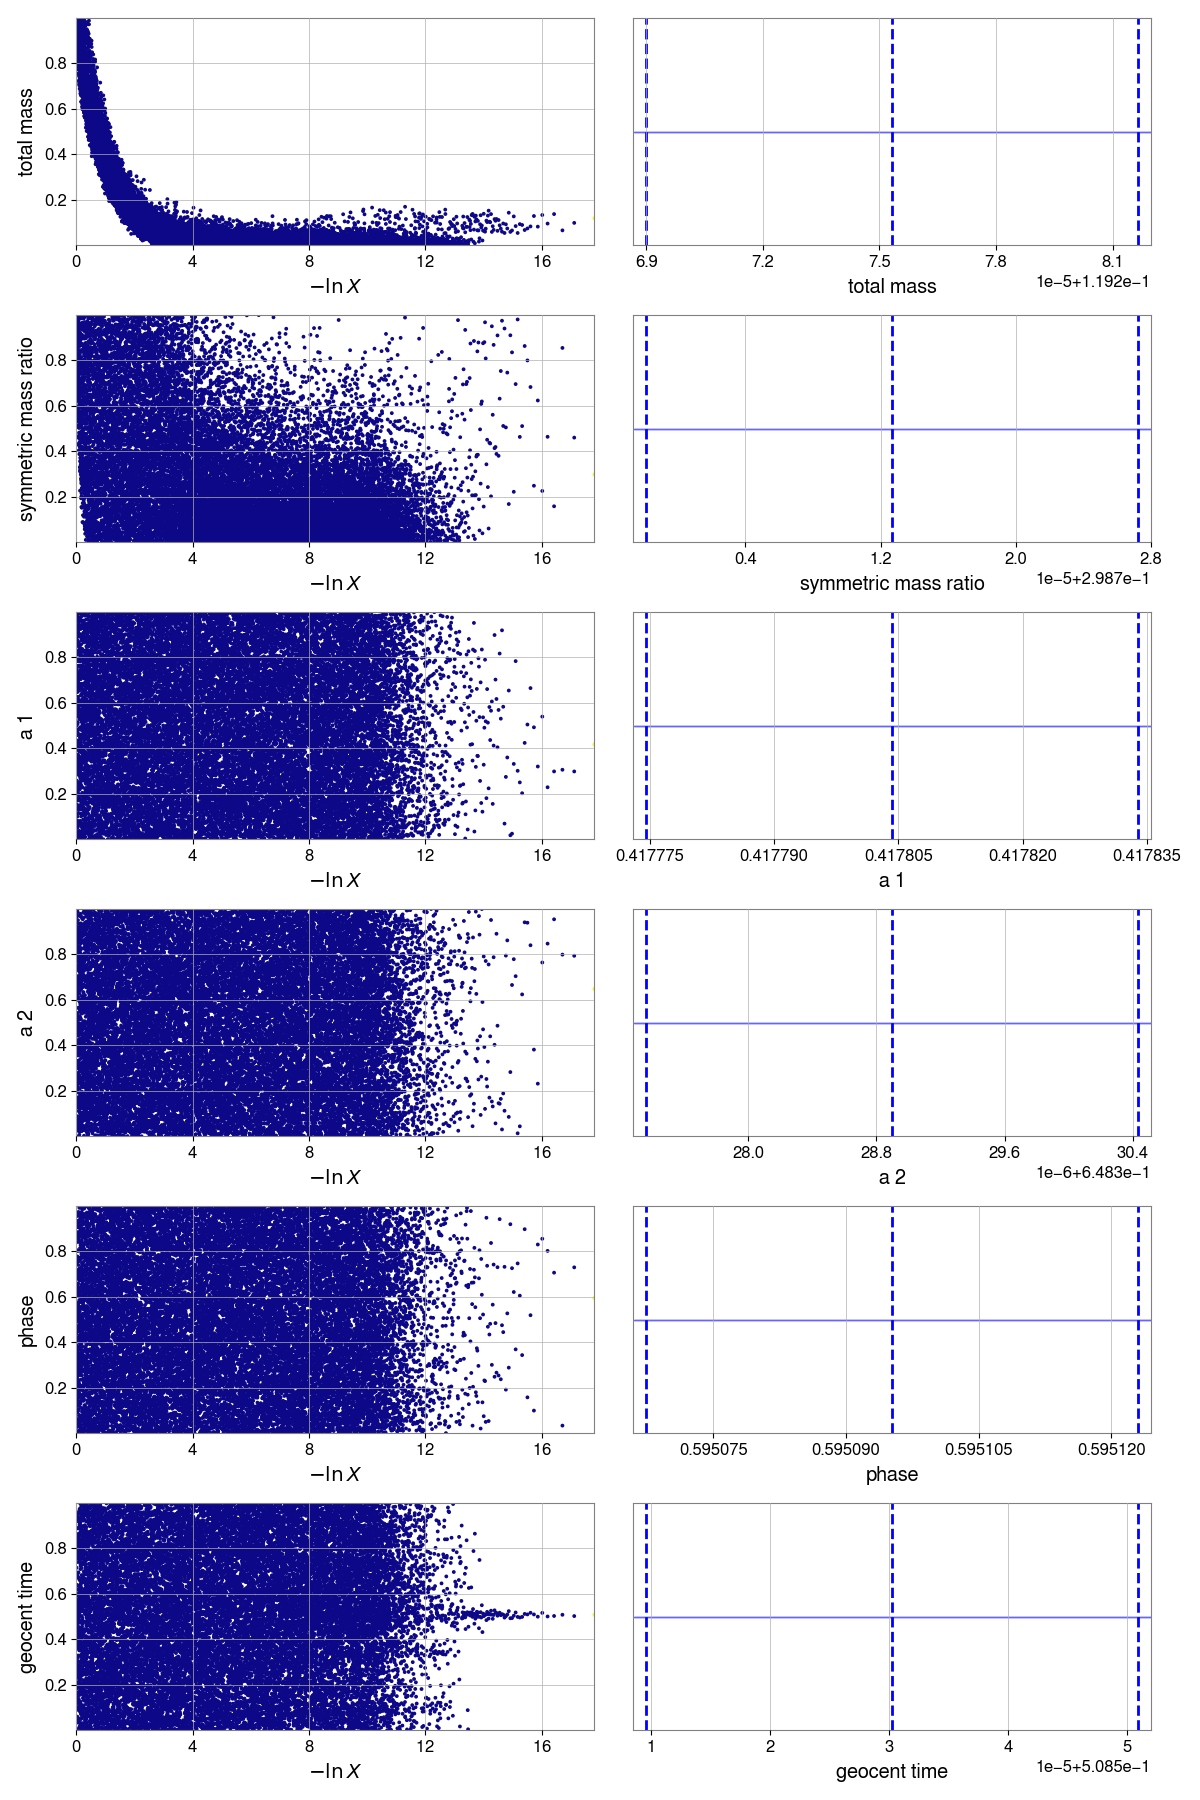 total mass
0.8
0.6
0.4
0.2
0 4 8 12 16
−ln X
6.9 7.2 7.5 7.8 8.1
1e−5+1.192e−1
total mass
symmetric mass ratio
0.8
0.6
0.4
0.2
0 4 8 12 16
−ln X
0.4 1.2 2.0 2.8
1e−5+2.987e−1
symmetric mass ratio
a 1
0.8
0.6
0.4
0.2
0 4 8 12 16
−ln X
0.417775 0.417790 0.417805 0.417820 0.417835
a 1
a 2
0.8
0.6
0.4
0.2
0 4 8 12 16
−ln X
28.0 28.8 29.6 30.4
1e−6+6.483e−1
a 2
phase
0.8
0.6
0.4
0.2
0 4 8 12 16
−ln X
0.595075 0.595090 0.595105 0.595120
phase
geocent time
0.8
0.6
0.4
0.2
0 4 8 12 16
−ln X
1 2 3 4 5
1e−5+5.085e−1
geocent time